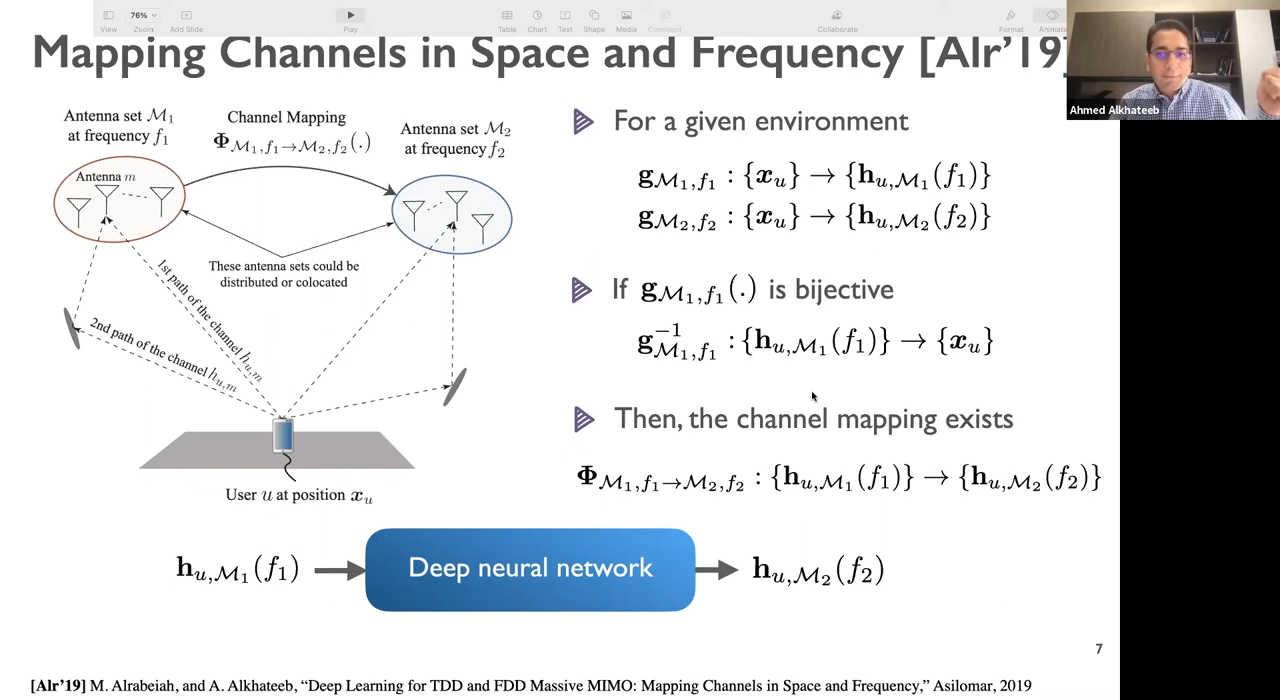 76%
View
Zoom
Add Slide
Play
Table
Chart
Text
Shape
Media
Comment
Collaborate
Format
Animate
Mapping Channels in Space and Frequency [Alr’19]
Ahmed Alkhateeb
Antenna set ℳ₁
at frequency f₁
Channel Mapping
Φ_{ℳ₁,f₁→ℳ₂,f₂}(.)
Antenna set ℳ₂
at frequency f₂
Antenna m
These antenna sets could be
distributed or colocated
1st path of the channel h_{u,m}
2nd path of the channel h_{u,m}
User u at position x_u
For a given environment
g_{ℳ₁,f₁} : {x_u} → {h_{u,ℳ₁}(f₁)}
g_{ℳ₂,f₂} : {x_u} → {h_{u,ℳ₂}(f₂)}
If g_{ℳ₁,f₁}(.) is bijective
g⁻¹_{ℳ₁,f₁} : {h_{u,ℳ₁}(f₁)} → {x_u}
Then, the channel mapping exists
Φ_{ℳ₁,f₁→ℳ₂,f₂} : {h_{u,ℳ₁}(f₁)} → {h_{u,ℳ₂}(f₂)}
h_{u,ℳ₁}(f₁)
Deep neural network
h_{u,ℳ₂}(f₂)
7
[Alr’19] M. Alrabeiah, and A. Alkhateeb, “Deep Learning for TDD and FDD Massive MIMO: Mapping Channels in Space and Frequency,” Asilomar, 2019